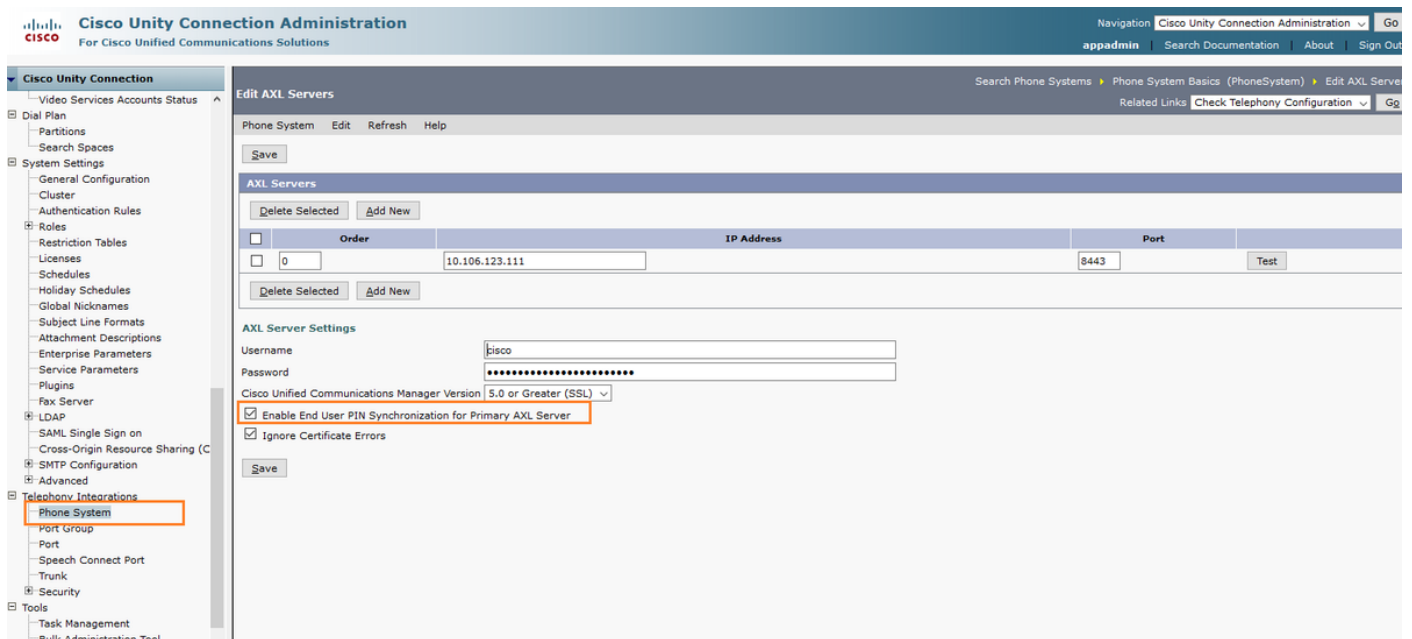 Cisco Unity Connection Administration
Navigation Cisco Unity Connection Administration Go
CISCO For Cisco Unified Communications Solutions
appadmin | Search Documentation | About | Sign Out
Cisco Unity Connection
Video Services Accounts Status
Dial Plan
Partitions
Search Spaces
System Settings
General Configuration
Cluster
Authentication Rules
Roles
Restriction Tables
Licenses
Schedules
Holiday Schedules
Global Nicknames
Subject Line Formats
Attachment Descriptions
Enterprise Parameters
Service Parameters
Plugins
Fax Server
LDAP
SAML Single Sign on
Cross-Origin Resource Sharing (C
SMTP Configuration
Advanced
Telephony Integrations
Phone System
Port Group
Port
Speech Connect Port
Trunk
Security
Tools
Task Management
Bulk Administration Tool
Search Phone Systems Phone System Basics (PhoneSystem) Edit AXL Server
Edit AXL Servers
Related Links Check Telephony Configuration Go
Phone System Edit Refresh Help
Save
AXL Servers
Delete Selected Add New
Order IP Address Port
0 10.106.123.111 8443 Test
Delete Selected Add New
AXL Server Settings
Username cisco
Password ••••••••••••••••••••••••
Cisco Unified Communications Manager Version 5.0 or Greater (SSL)
Enable End User PIN Synchronization for Primary AXL Server
Ignore Certificate Errors
Save